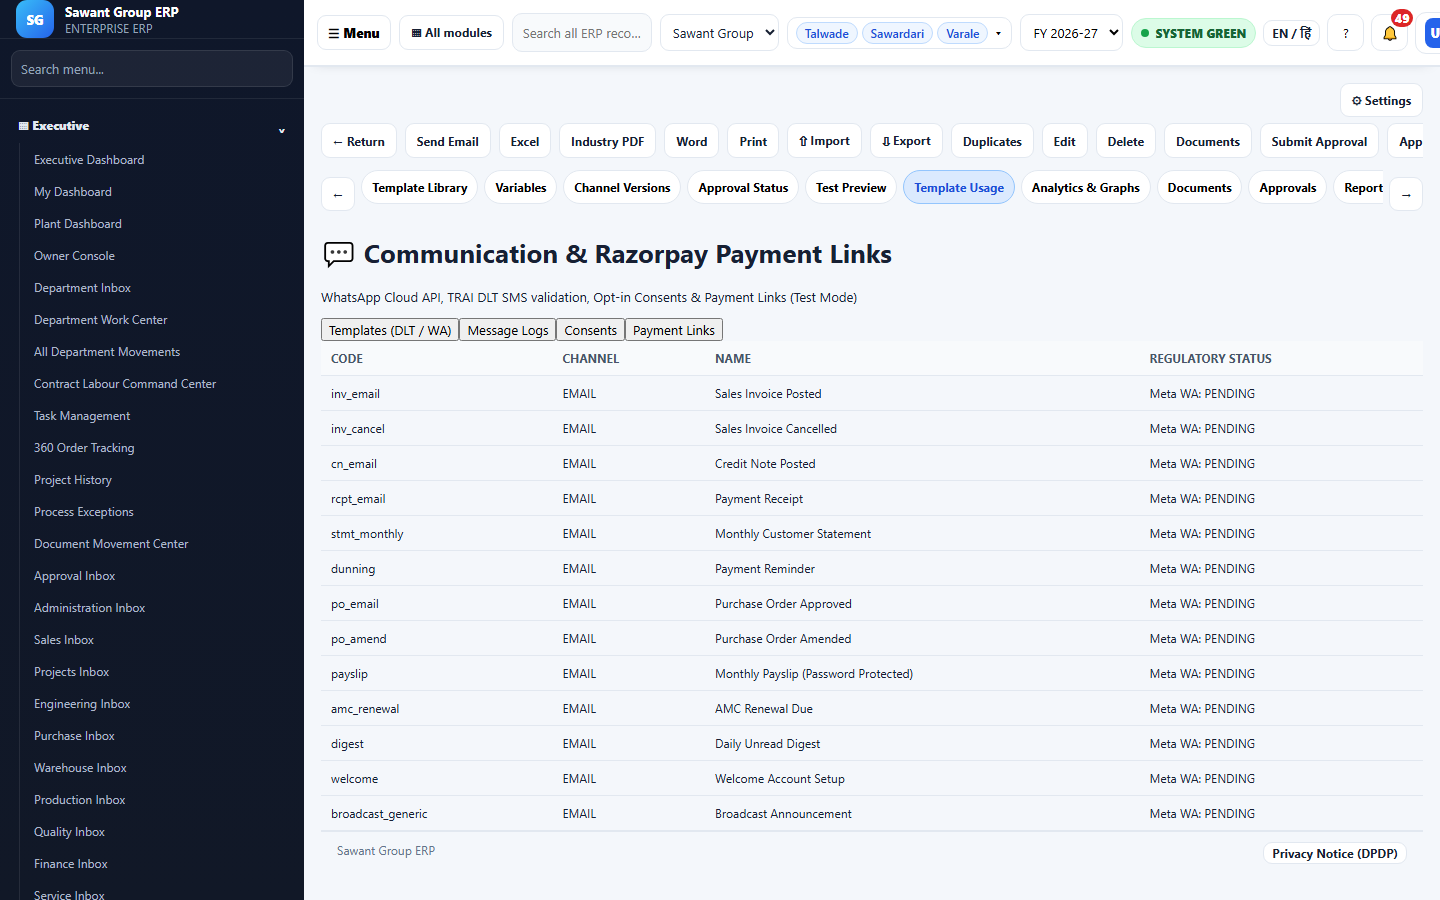 SG
Sawant Group ERP
ENTERPRISE ERP
Search menu...
Executive
Executive Dashboard
My Dashboard
Plant Dashboard
Owner Console
Department Inbox
Department Work Center
All Department Movements
Contract Labour Command Center
Task Management
360 Order Tracking
Project History
Process Exceptions
Document Movement Center
Approval Inbox
Administration Inbox
Sales Inbox
Projects Inbox
Engineering Inbox
Purchase Inbox
Warehouse Inbox
Production Inbox
Quality Inbox
Finance Inbox
Service Inbox
☰ Menu
All modules
Search all ERP reco...
Sawant Group
Talwade Sawardari Varale
FY 2026-27
SYSTEM GREEN
EN / हिं
?
49
U
⚙ Settings
← Return Send Email Excel Industry PDF Word Print ⇧ Import ⇩ Export Duplicates Edit Delete Documents Submit Approval App
← Template Library Variables Channel Versions Approval Status Test Preview Template Usage Analytics & Graphs Documents Approvals Report →
Communication & Razorpay Payment Links
WhatsApp Cloud API, TRAI DLT SMS validation, Opt-in Consents & Payment Links (Test Mode)
Templates (DLT / WA) Message Logs Consents Payment Links
CODE CHANNEL NAME REGULATORY STATUS
inv_email EMAIL Sales Invoice Posted Meta WA: PENDING
inv_cancel EMAIL Sales Invoice Cancelled Meta WA: PENDING
cn_email EMAIL Credit Note Posted Meta WA: PENDING
rcpt_email EMAIL Payment Receipt Meta WA: PENDING
stmt_monthly EMAIL Monthly Customer Statement Meta WA: PENDING
dunning EMAIL Payment Reminder Meta WA: PENDING
po_email EMAIL Purchase Order Approved Meta WA: PENDING
po_amend EMAIL Purchase Order Amended Meta WA: PENDING
payslip EMAIL Monthly Payslip (Password Protected) Meta WA: PENDING
amc_renewal EMAIL AMC Renewal Due Meta WA: PENDING
digest EMAIL Daily Unread Digest Meta WA: PENDING
welcome EMAIL Welcome Account Setup Meta WA: PENDING
broadcast_generic EMAIL Broadcast Announcement Meta WA: PENDING
Sawant Group ERP
Privacy Notice (DPDP)